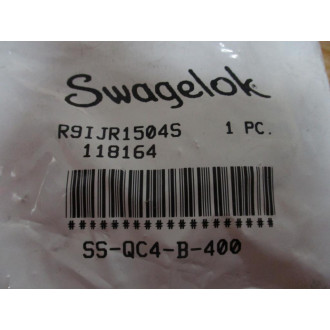 Swagelok
R9IJR1504S 1 PC.
118164
SS-QC4-B-400